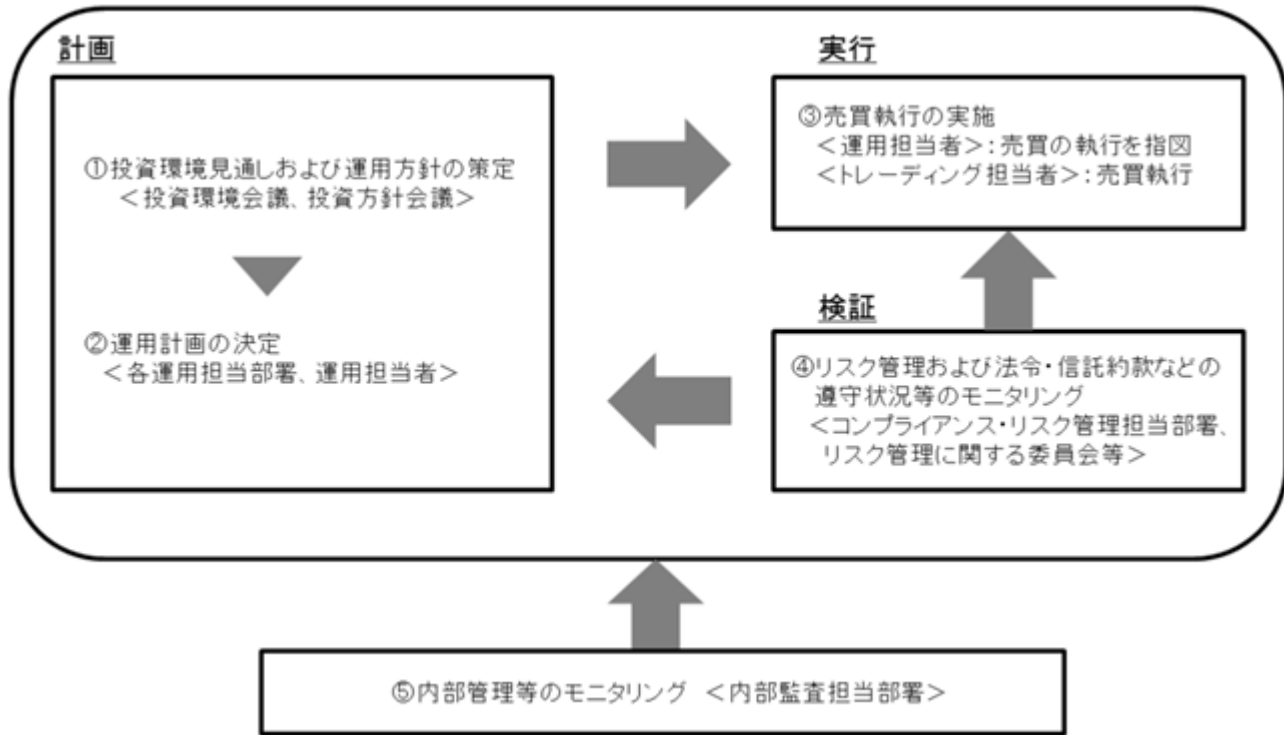 計画
①投資環境見通しおよび運用方針の策定
<投資環境会議、投資方針会議>
②運用計画の決定
<各運用担当部署、運用担当者>
実行
③売買執行の実施
<運用担当者>:売買の執行を指図
<トレーディング担当者>:売買執行
検証
④リスク管理および法令・信託約款などの
遵守状況等のモニタリング
<コンプライアンス・リスク管理担当部署、
リスク管理に関する委員会等>
⑤内部管理等のモニタリング <内部監査担当部署>